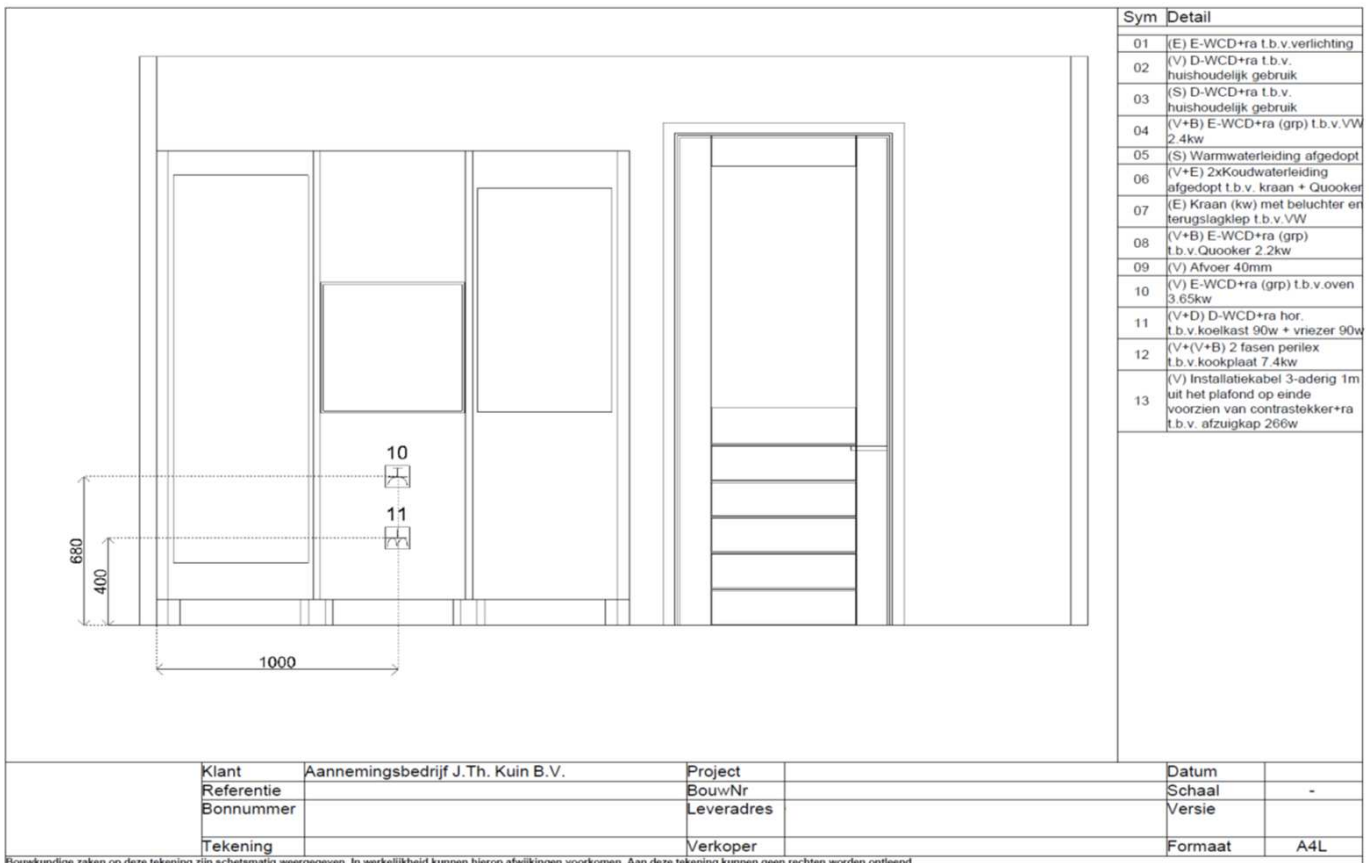 Sym Detail
01 (E) E-WCD+ra t.b.v.verlichting
02 (V) D-WCD+ra t.b.v.
huishoudelijk gebruik
03 (S) D-WCD+ra t.b.v.
huishoudelijk gebruik
04 (V+B) E-WCD+ra (grp) t.b.v.VW
2.4kw
05 (S) Warmwaterleiding afgedopt
06 (V+E) 2xKoudwaterleiding
afgedopt t.b.v. kraan + Quooker
07 (E) Kraan (kw) met beluchter en
terugslagklep t.b.v.VW
08 (V+B) E-WCD+ra (grp)
t.b.v.Quooker 2.2kw
09 (V) Afvoer 40mm
10 (V) E-WCD+ra (grp) t.b.v.oven
3.65kw
11 (V+D) D-WCD+ra hor.
t.b.v.koelkast 90w + vriezer 90w
12 (V+(V+B) 2 fasen perilex
t.b.v.kookplaat 7.4kw
13 (V) Installatiekabel 3-aderig 1m
uit het plafond op einde
voorzien van contrastekker+ra
t.b.v. afzuigkap 266w
10
11
680
400
1000
Klant Aannemingsbedrijf J.Th. Kuin B.V. Project Datum
Referentie BouwNr Schaal -
Bonnummer Leveradres Versie
Tekening Verkoper Formaat A4L
Bouwkundige zaken op deze tekening zijn schetsmatig weergegeven. In werkelijkheid kunnen hierop afwijkingen voorkomen. Aan deze tekening kunnen geen rechten worden ontleend